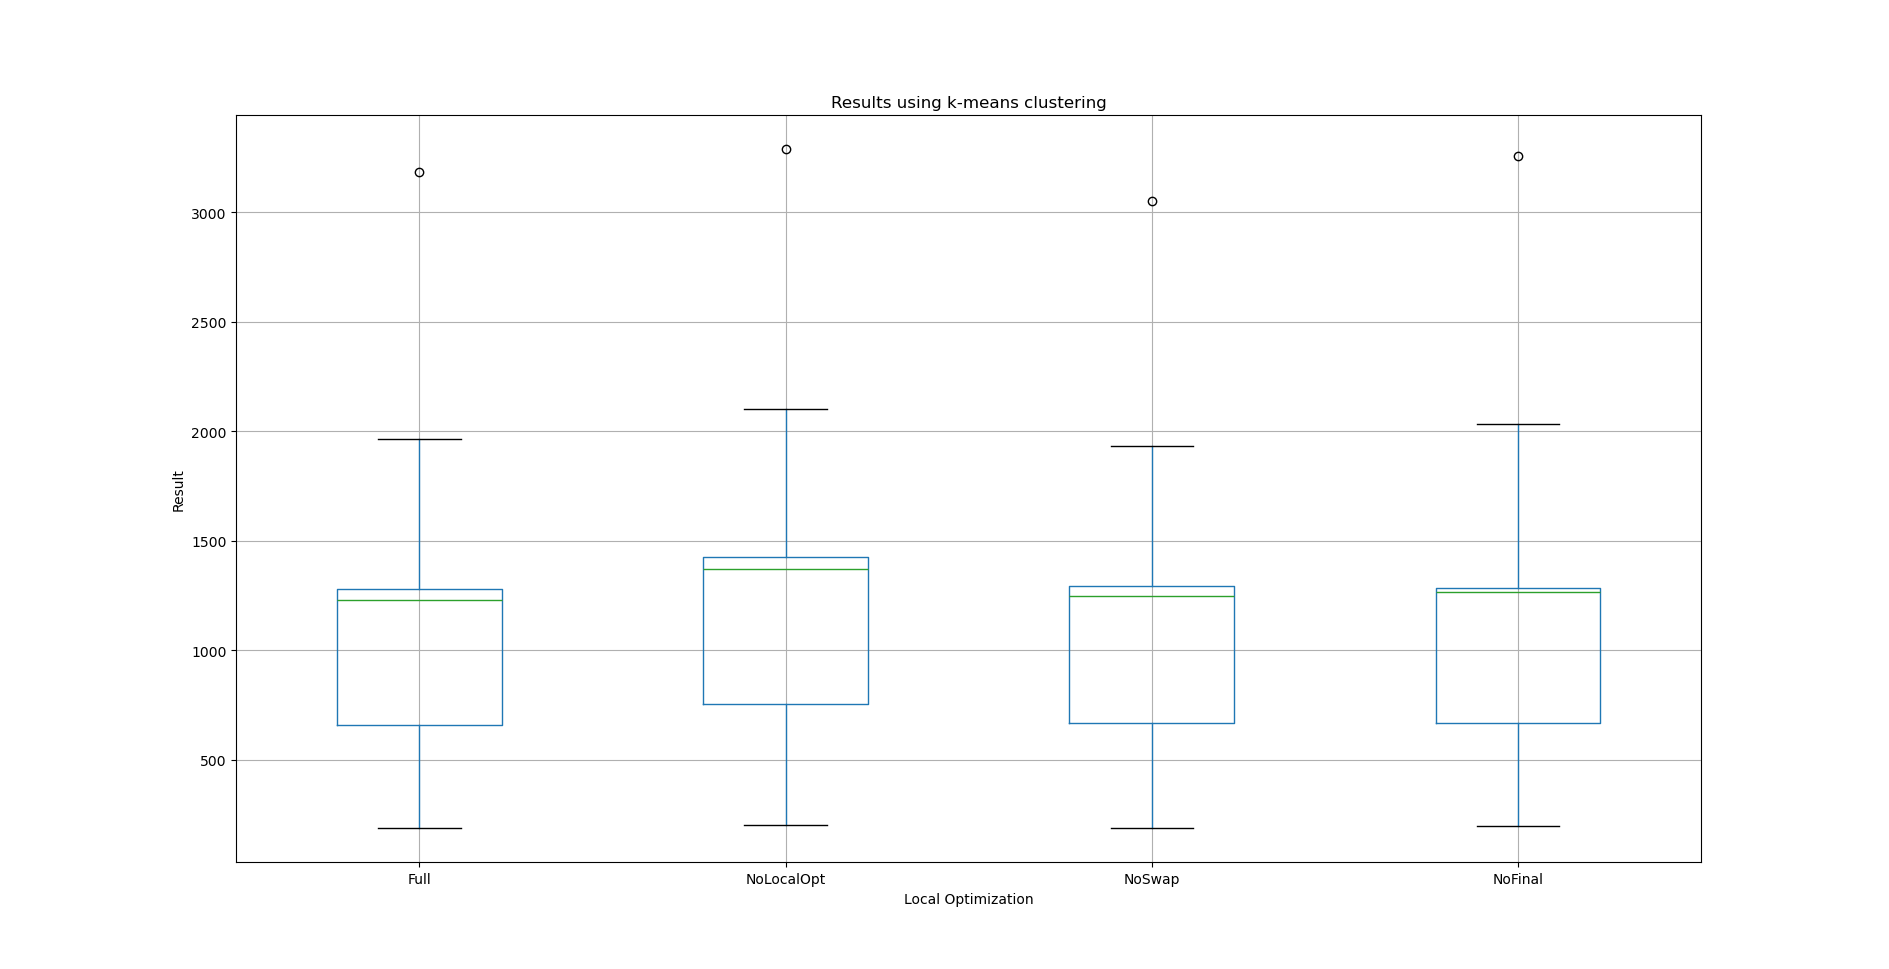 Results using k-means clustering
3000
2500
2000
1500
1000
500
Result
Full
NoLocalOpt
NoSwap
NoFinal
Local Optimization